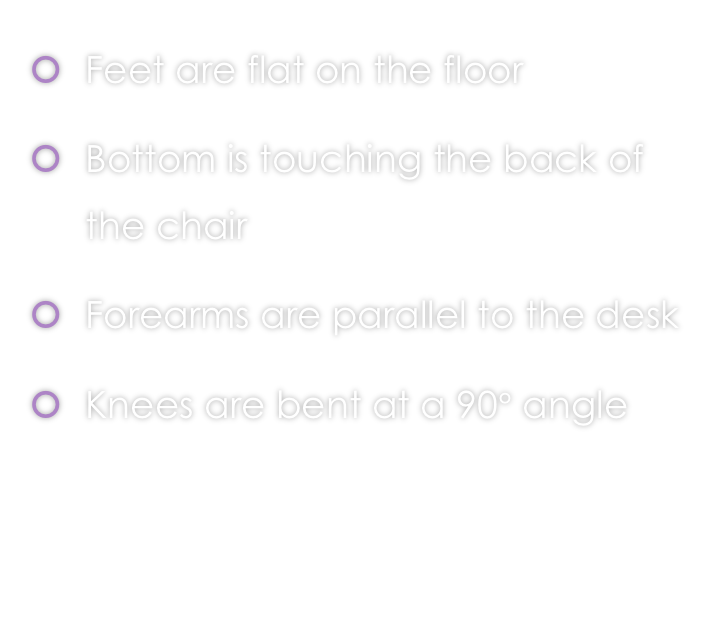 Feet are flat on the floor
Bottom is touching the back of
the chair
Forearms are parallel to the desk
Knees are bent at a 90° angle